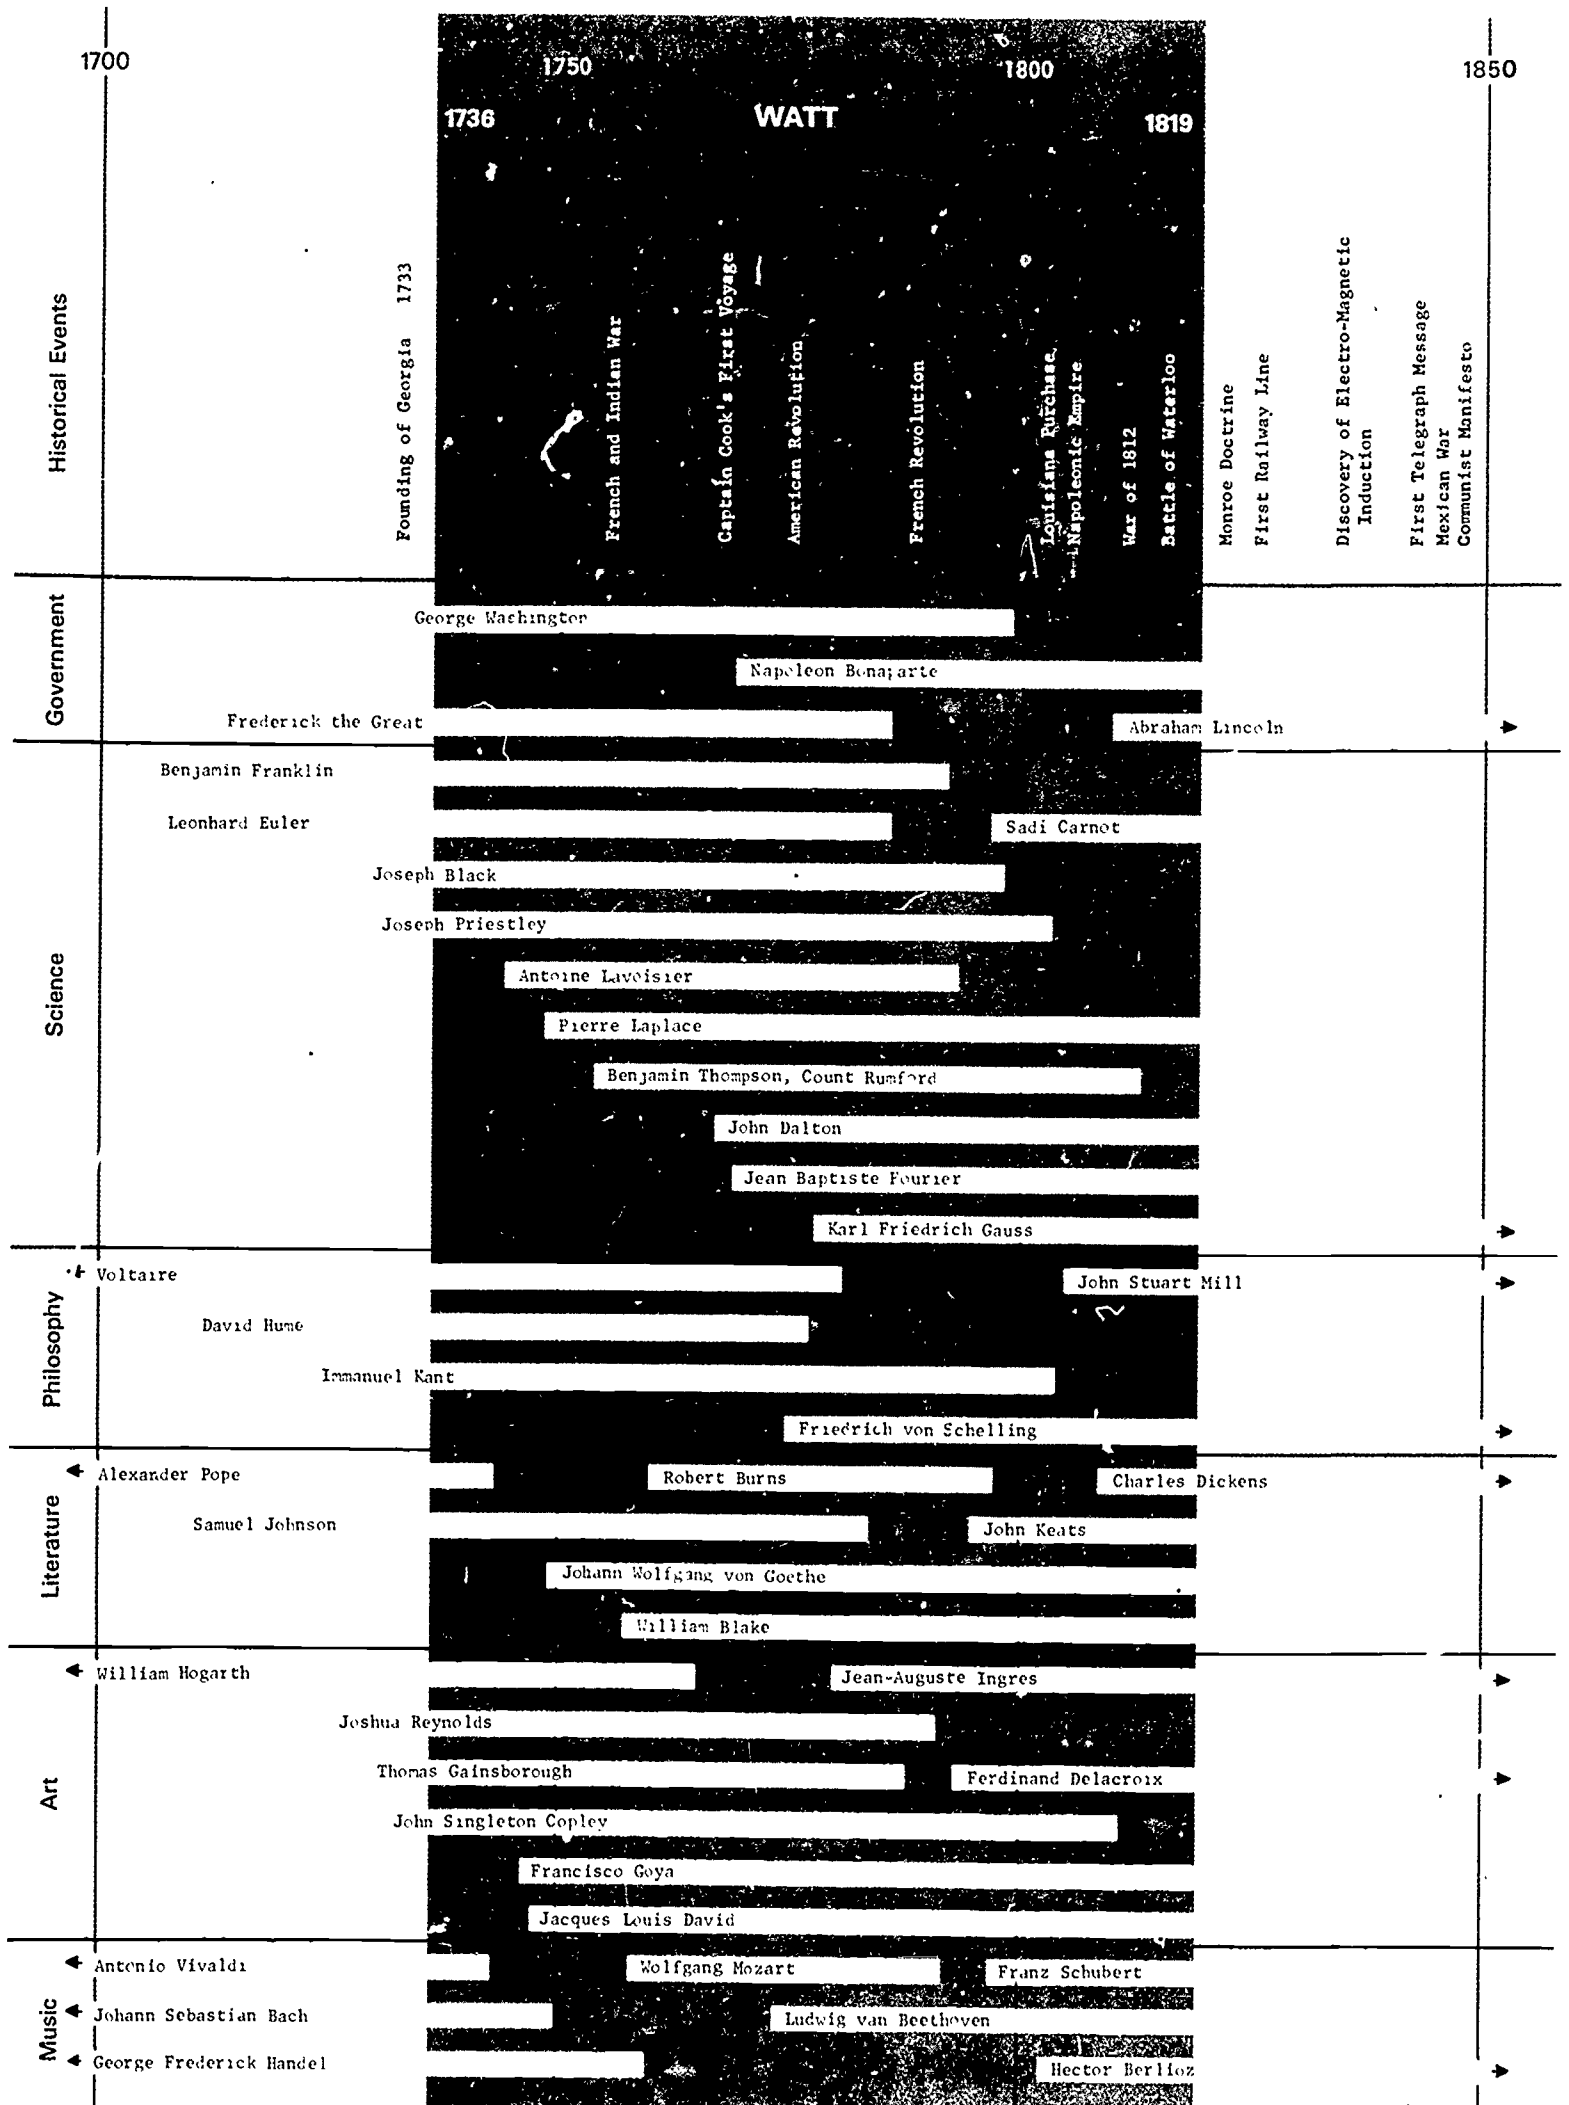 1700
1750
1800
1850
1736
WATT
1819
Historical Events
Founding of Georgia 1733
French and Indian War
Captain Cook's First Voyage
American Revolution
French Revolution
Louisiana Purchase
Napoleonic Empire
War of 1812
Battle of Waterloo
Monroe Doctrine
First Railway Line
Discovery of Electro-Magnetic
Induction
First Telegraph Message
Mexican War
Communist Manifesto
Government
George Washington
Napoleon Bonaparte
Frederick the Great
Abraham Lincoln
Science
Benjamin Franklin
Leonhard Euler
Sadi Carnot
Joseph Black
Joseph Priestley
Antoine Lavoisier
Pierre Laplace
Benjamin Thompson, Count Rumford
John Dalton
Jean Baptiste Fourier
Karl Friedrich Gauss
Philosophy
Voltaire
John Stuart Mill
David Hume
Immanuel Kant
Friedrich von Schelling
Literature
Alexander Pope
Robert Burns
Charles Dickens
Samuel Johnson
John Keats
Johann Wolfgang von Goethe
William Blake
Art
William Hogarth
Jean-Auguste Ingres
Joshua Reynolds
Thomas Gainsborough
Ferdinand Delacroix
John Singleton Copley
Francisco Goya
Jacques Louis David
Music
Antonio Vivaldi
Wolfgang Mozart
Franz Schubert
Johann Sebastian Bach
Ludwig van Beethoven
George Frederick Handel
Hector Berlioz